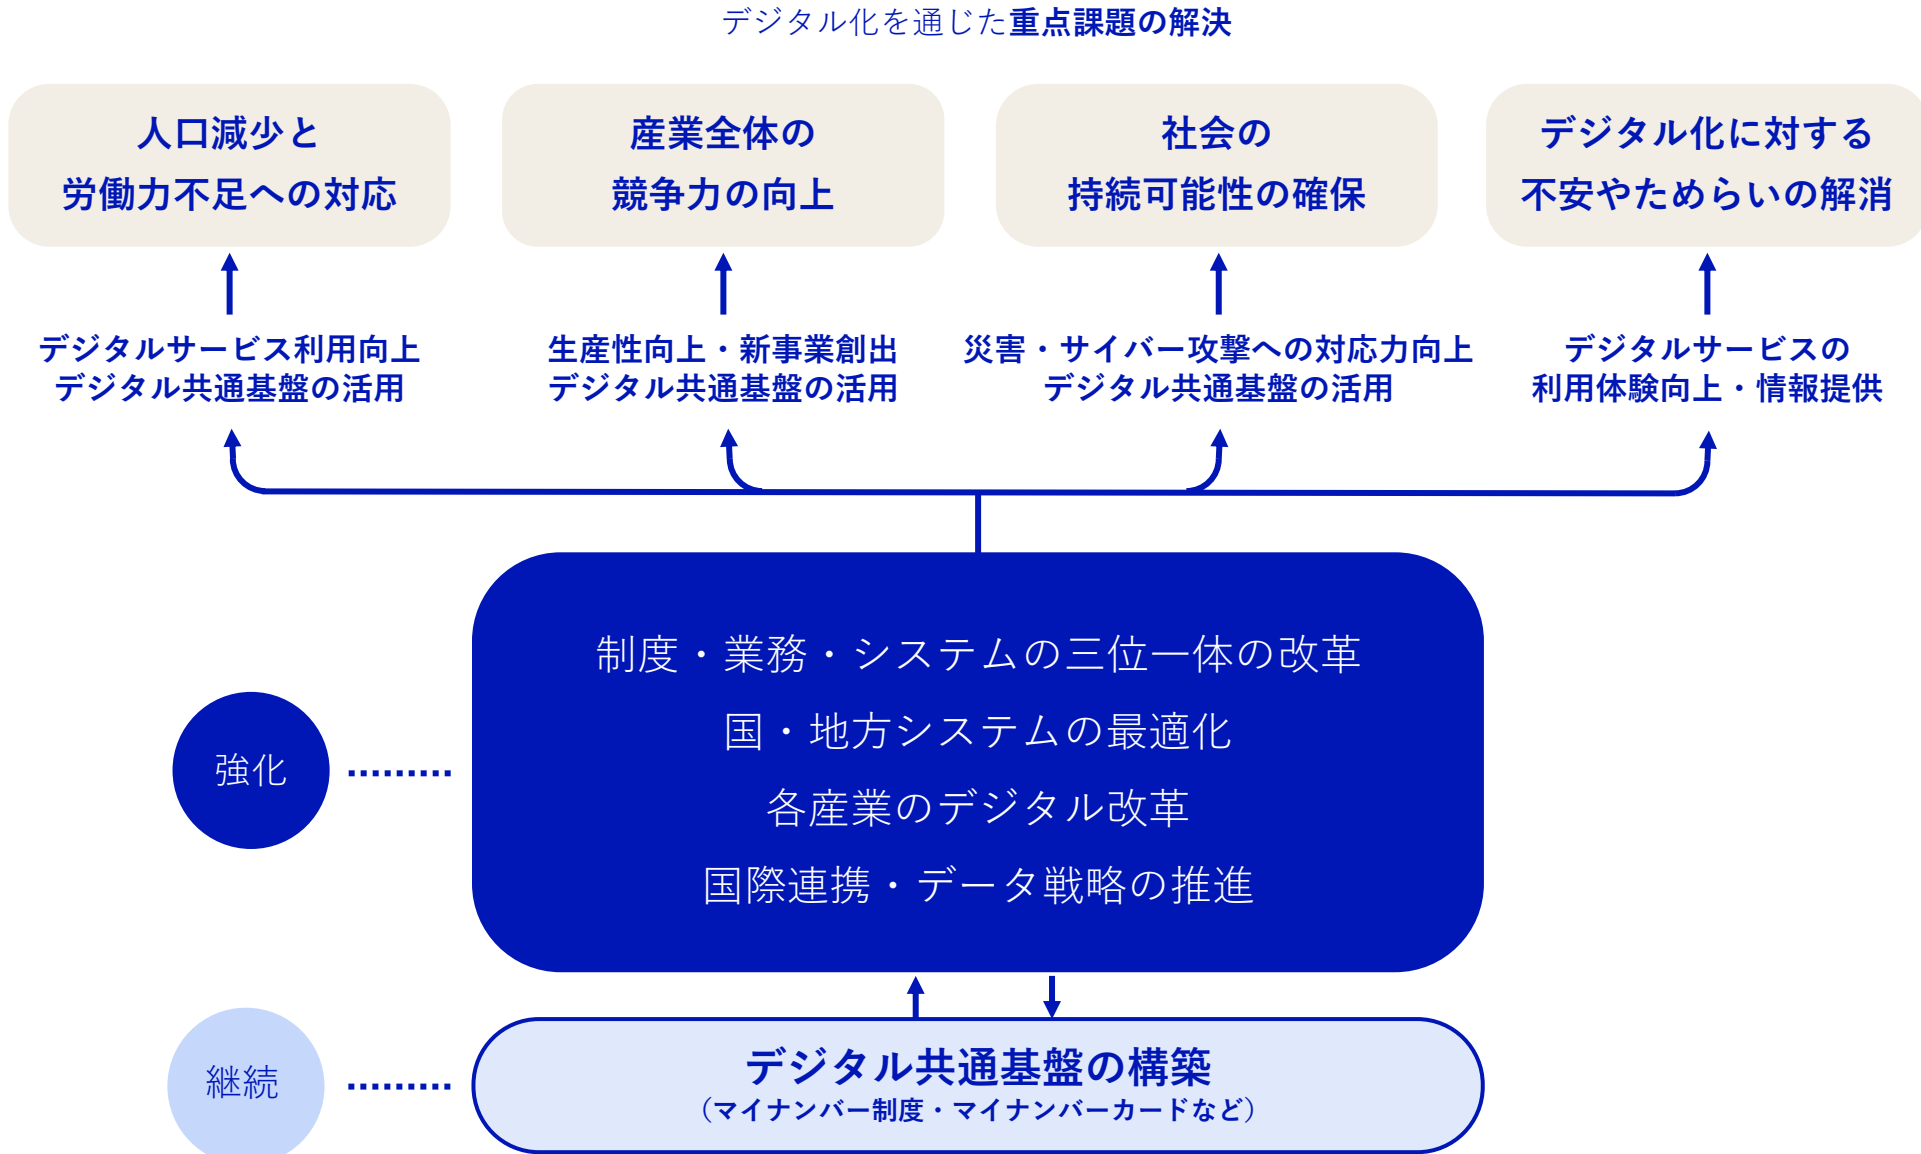 デジタル化を通じた重点課題の解決
人口減少と
労働力不足への対応
産業全体の
競争力の向上
社会の
持続可能性の確保
デジタル化に対する
不安やためらいの解消
デジタルサービス利用向上
デジタル共通基盤の活用
生産性向上・新事業創出
デジタル共通基盤の活用
災害・サイバー攻撃への対応力向上
デジタル共通基盤の活用
デジタルサービスの
利用体験向上・情報提供
強化
制度・業務・システムの三位一体の改革
国・地方システムの最適化
各産業のデジタル改革
国際連携・データ戦略の推進
継続
デジタル共通基盤の構築
（マイナンバー制度・マイナンバーカードなど）